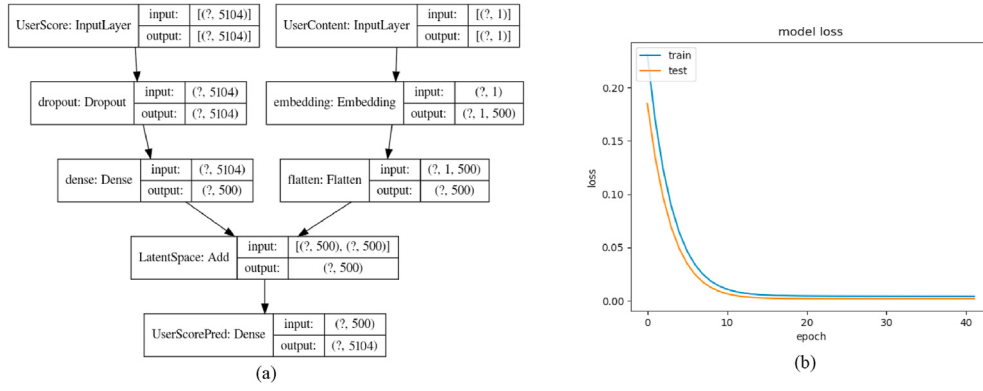 UserScore: InputLayer
input:
[(?, 5104)]
output:
[(?, 5104)]
UserContent: InputLayer
input:
[(?, 1)]
output:
[(?, 1)]
dropout: Dropout
input:
(?, 5104)
output:
(?, 5104)
embedding: Embedding
input:
(?, 1)
output:
(?, 1, 500)
dense: Dense
input:
(?, 5104)
output:
(?, 500)
flatten: Flatten
input:
(?, 1, 500)
output:
(?, 500)
LatentSpace: Add
input:
[(?, 500), (?, 500)]
output:
(?, 500)
UserScorePred: Dense
input:
(?, 500)
output:
(?, 5104)
(a)
model loss
train
test
0.20
0.15
0.10
0.05
0.00
loss
0
10
20
30
40
epoch
(b)